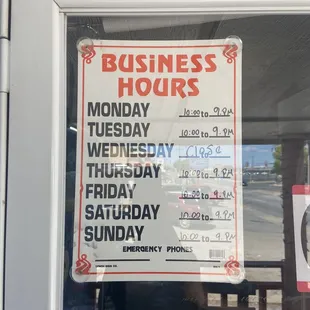 BUSiNESS
HOURS
MONDAY 10:00 to 9.PM
TUESDAY 10:00 to 9.PM
WEDNESDAY Close
THURSDAY 10:00 to 9.PM
FRIDAY 10:00 to 9.PM
SATURDAY 10:00 to 9.PM
SUNDAY 10:00 to 9.PM
EMERGENCY PHONES